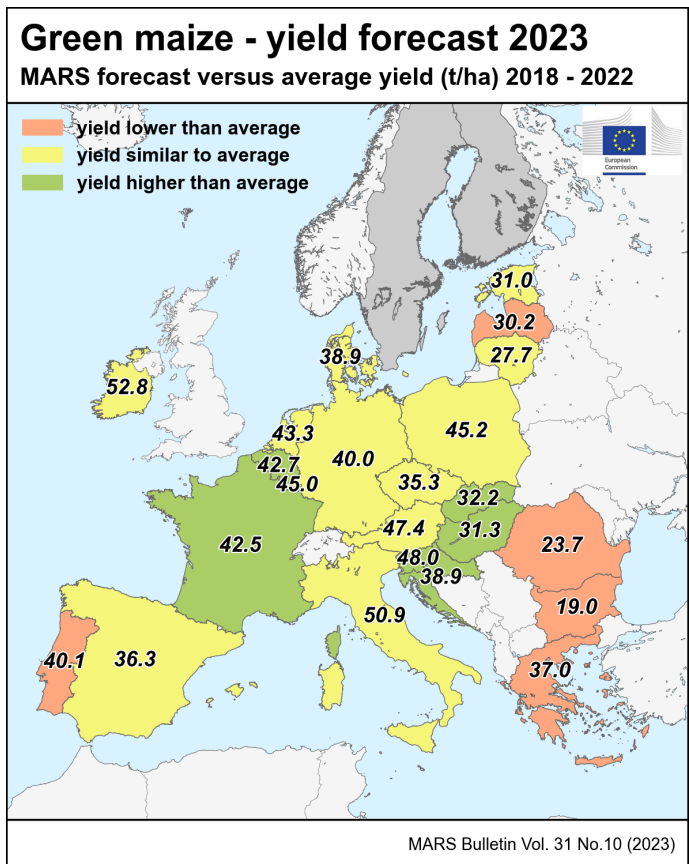 Green maize - yield forecast 2023
MARS forecast versus average yield (t/ha) 2018 - 2022
yield lower than average
yield similar to average
yield higher than average
European
Commission
31.0
30.2
27.7
38.9
52.8
43.3
45.2
42.7
40.0
45.0
35.3
32.2
47.4
31.3
42.5
23.7
48.0
38.9
19.0
50.9
40.1
36.3
37.0
MARS Bulletin Vol. 31 No.10 (2023)